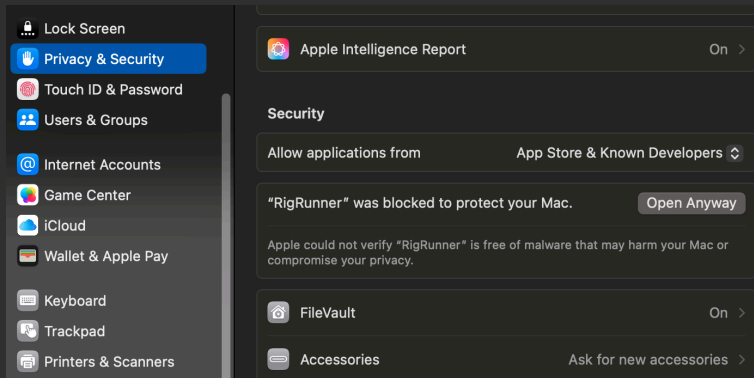 Lock Screen
Privacy & Security
Touch ID & Password
Users & Groups
Internet Accounts
Game Center
iCloud
Wallet & Apple Pay
Keyboard
Trackpad
Printers & Scanners
Apple Intelligence Report On
Security
Allow applications from App Store & Known Developers
“RigRunner” was blocked to protect your Mac. Open Anyway
Apple could not verify “RigRunner” is free of malware that may harm your Mac or
compromise your privacy.
FileVault On
Accessories Ask for new accessories